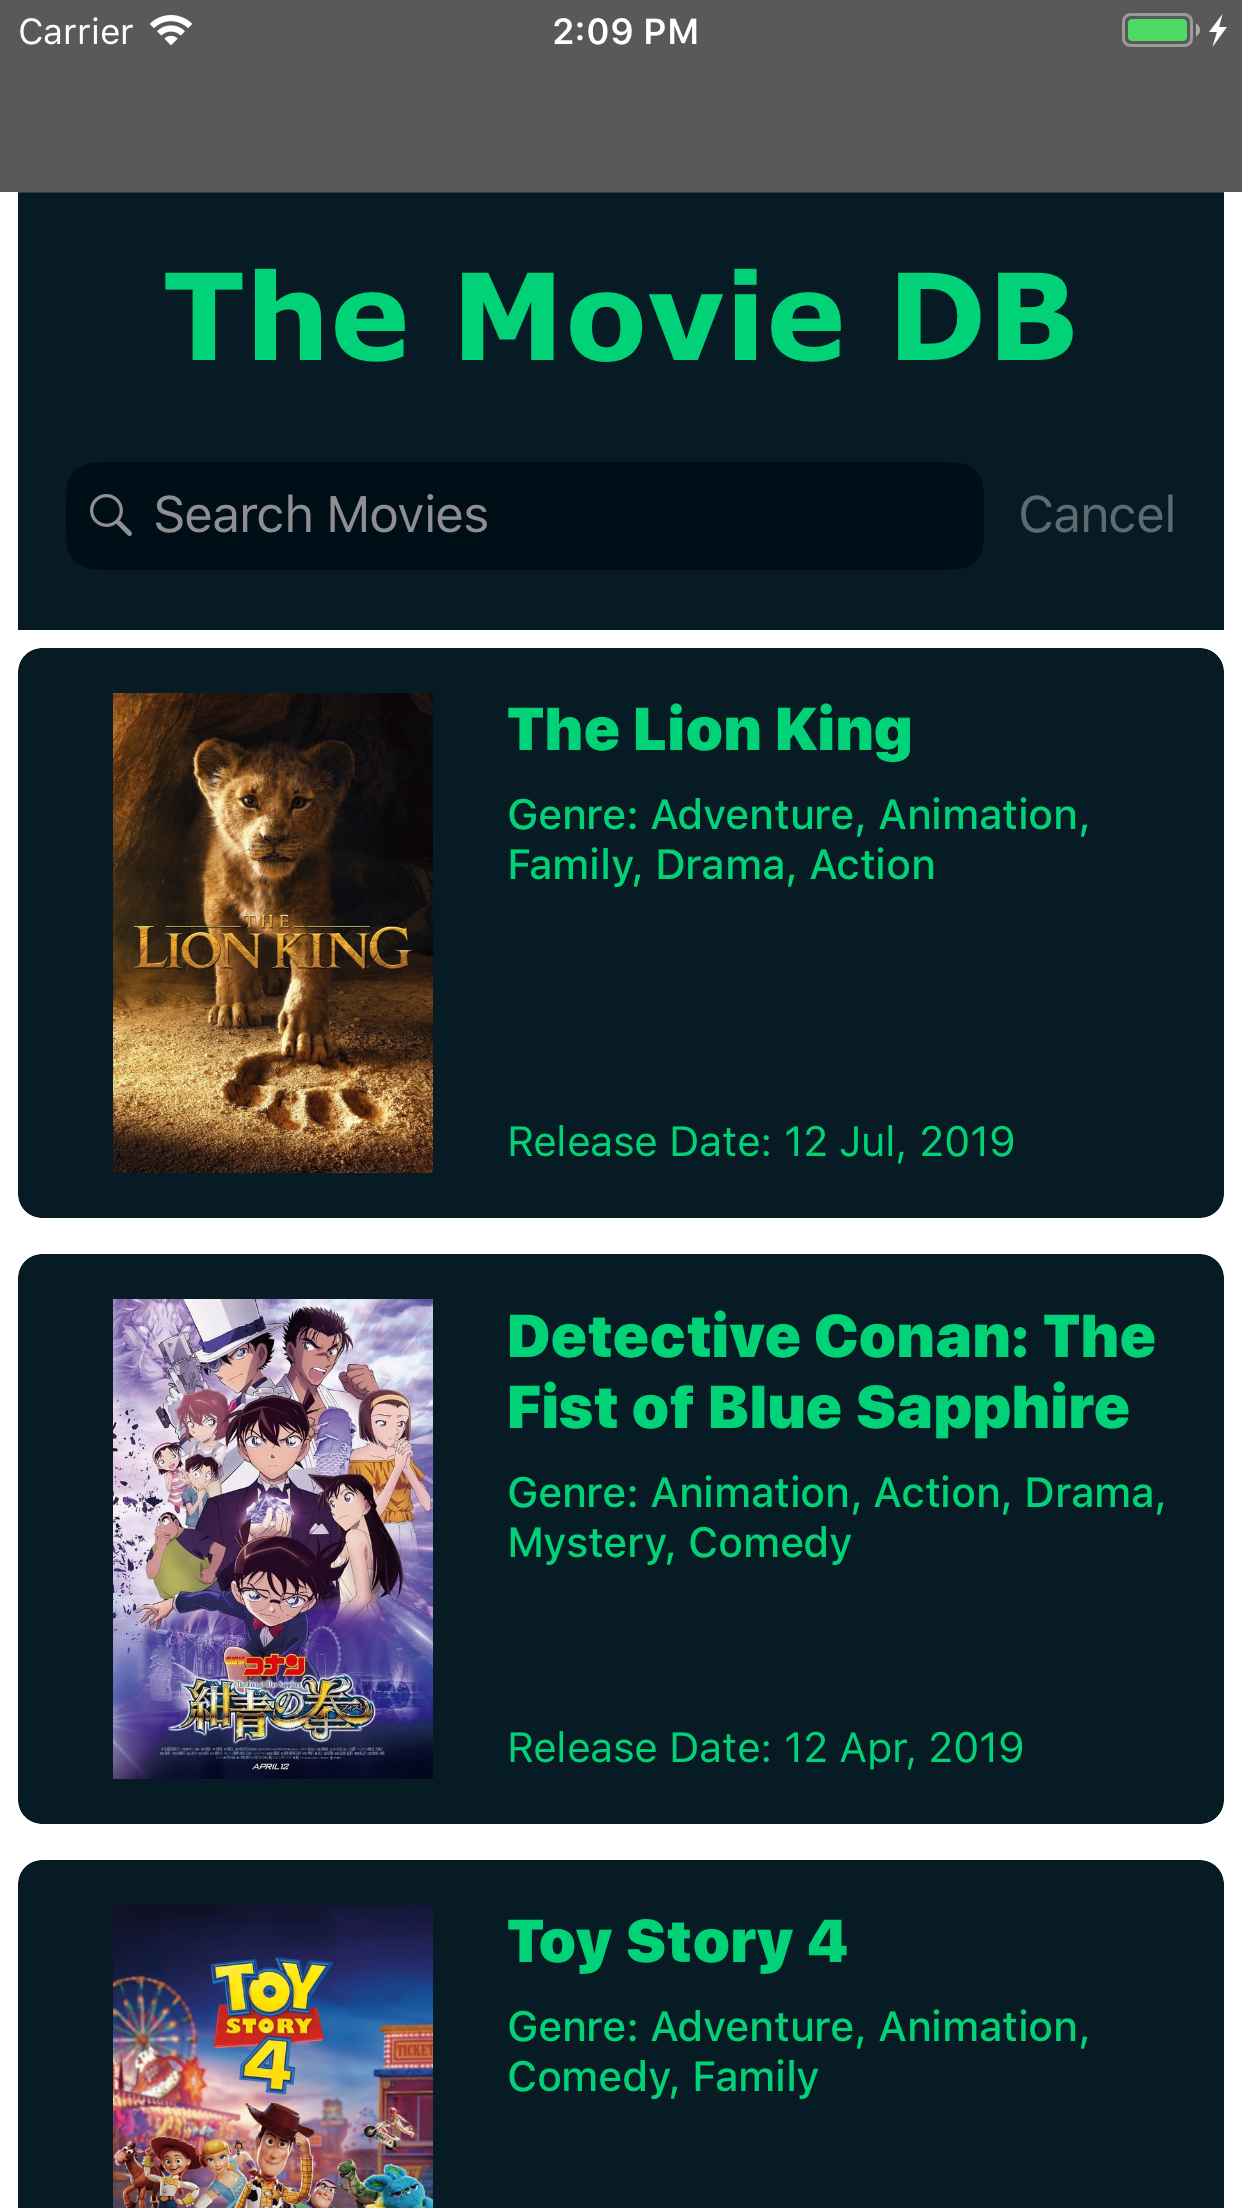 Carrier 2:09 PM
The Movie DB
Search Movies Cancel
THE
LION KING
The Lion King
Genre: Adventure, Animation,
Family, Drama, Action
Release Date: 12 Jul, 2019
コナン
紺青の拳
APRIL 12
Detective Conan: The
Fist of Blue Sapphire
Genre: Animation, Action, Drama,
Mystery, Comedy
Release Date: 12 Apr, 2019
TOY
STORY
4
TICKET
Toy Story 4
Genre: Adventure, Animation,
Comedy, Family